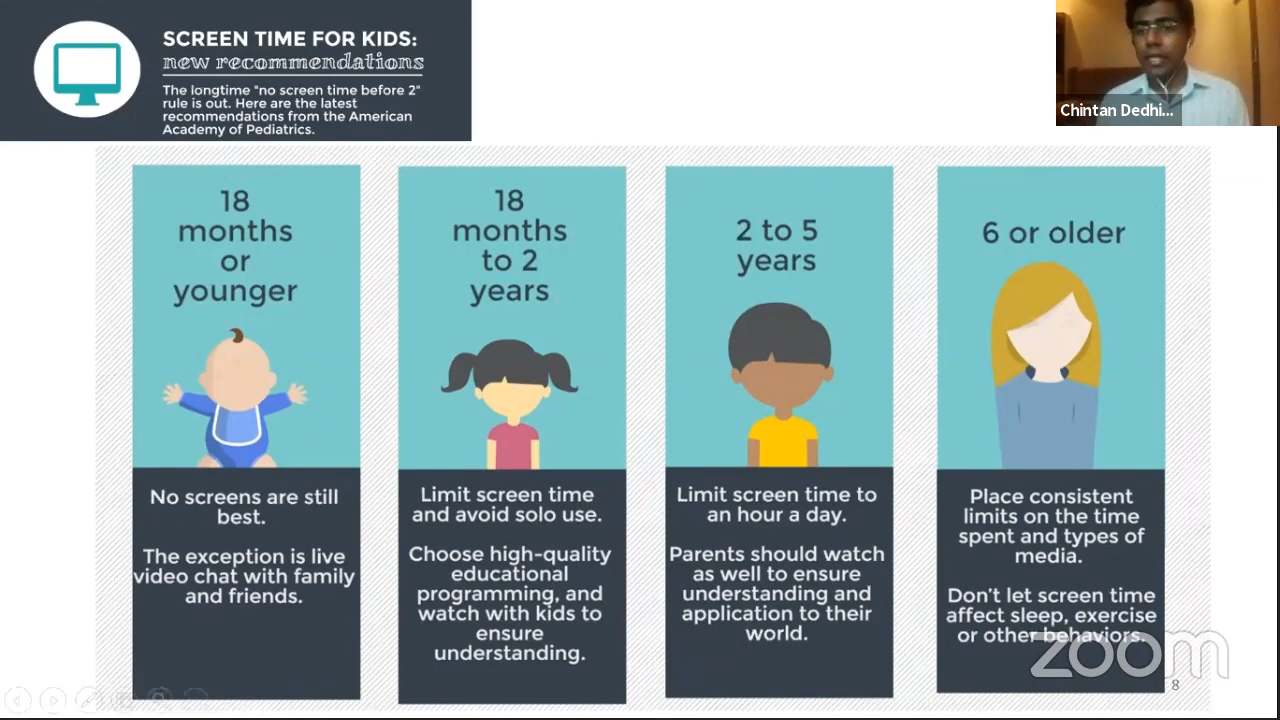 SCREEN TIME FOR KIDS:
new recommendations
The longtime "no screen time before 2"
rule is out. Here are the latest
recommendations from the American
Academy of Pediatrics.
Chintan Dedhi...
18
months
or
younger
No screens are still
best.
The exception is live
video chat with family
and friends.
18
months
to 2
years
Limit screen time
and avoid solo use.
Choose high-quality
educational
programming, and
watch with kids to
ensure
understanding.
2 to 5
years
Limit screen time to
an hour a day.
Parents should watch
as well to ensure
understanding and
application to their
world.
6 or older
Place consistent
limits on the time
spent and types of
media.
Don't let screen time
affect sleep, exercise
or other behaviors.
zoom
8